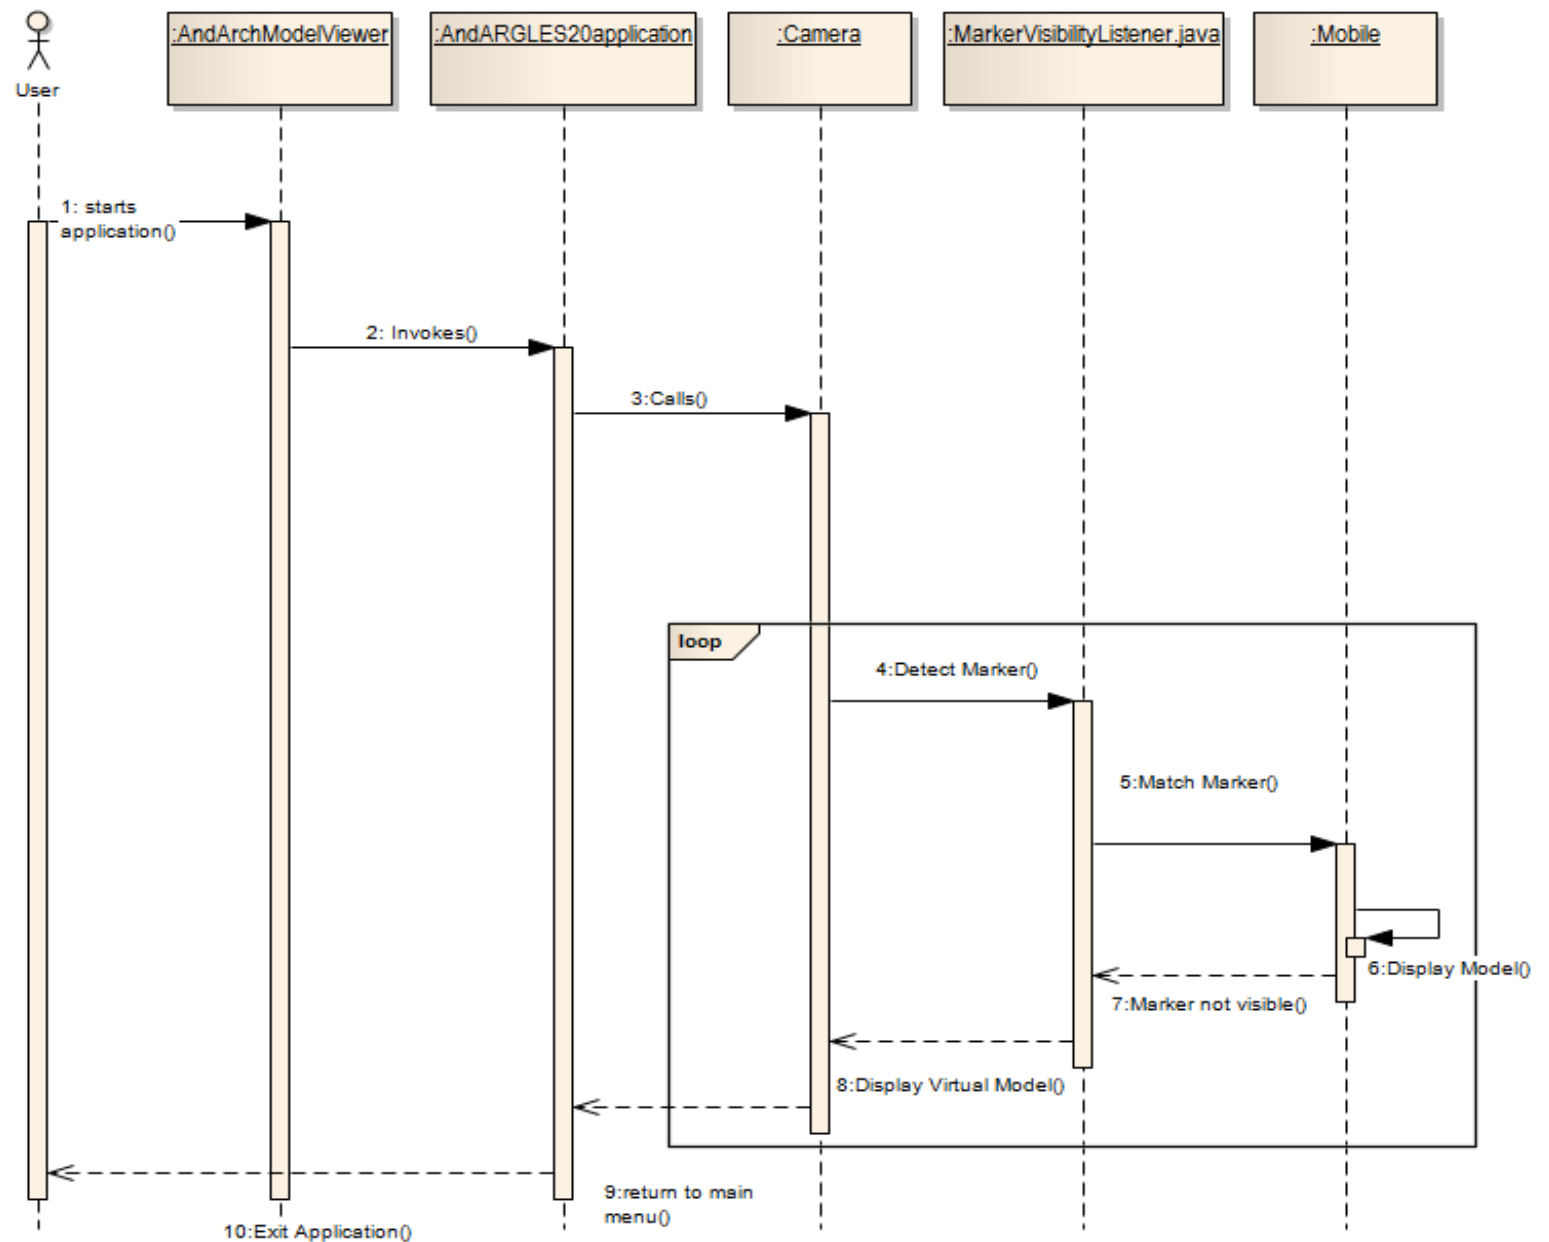 :AndArchModelViewer
:AndARGLES20application
:Camera
:MarkerVisibilityListener.java
:Mobile
User
1: starts
application()
2: Invokes()
3:Calls()
loop
4:Detect Marker()
5:Match Marker()
6:Display Model()
7:Marker not visible()
8:Display Virtual Model()
9:return to main
menu()
10:Exit Application()